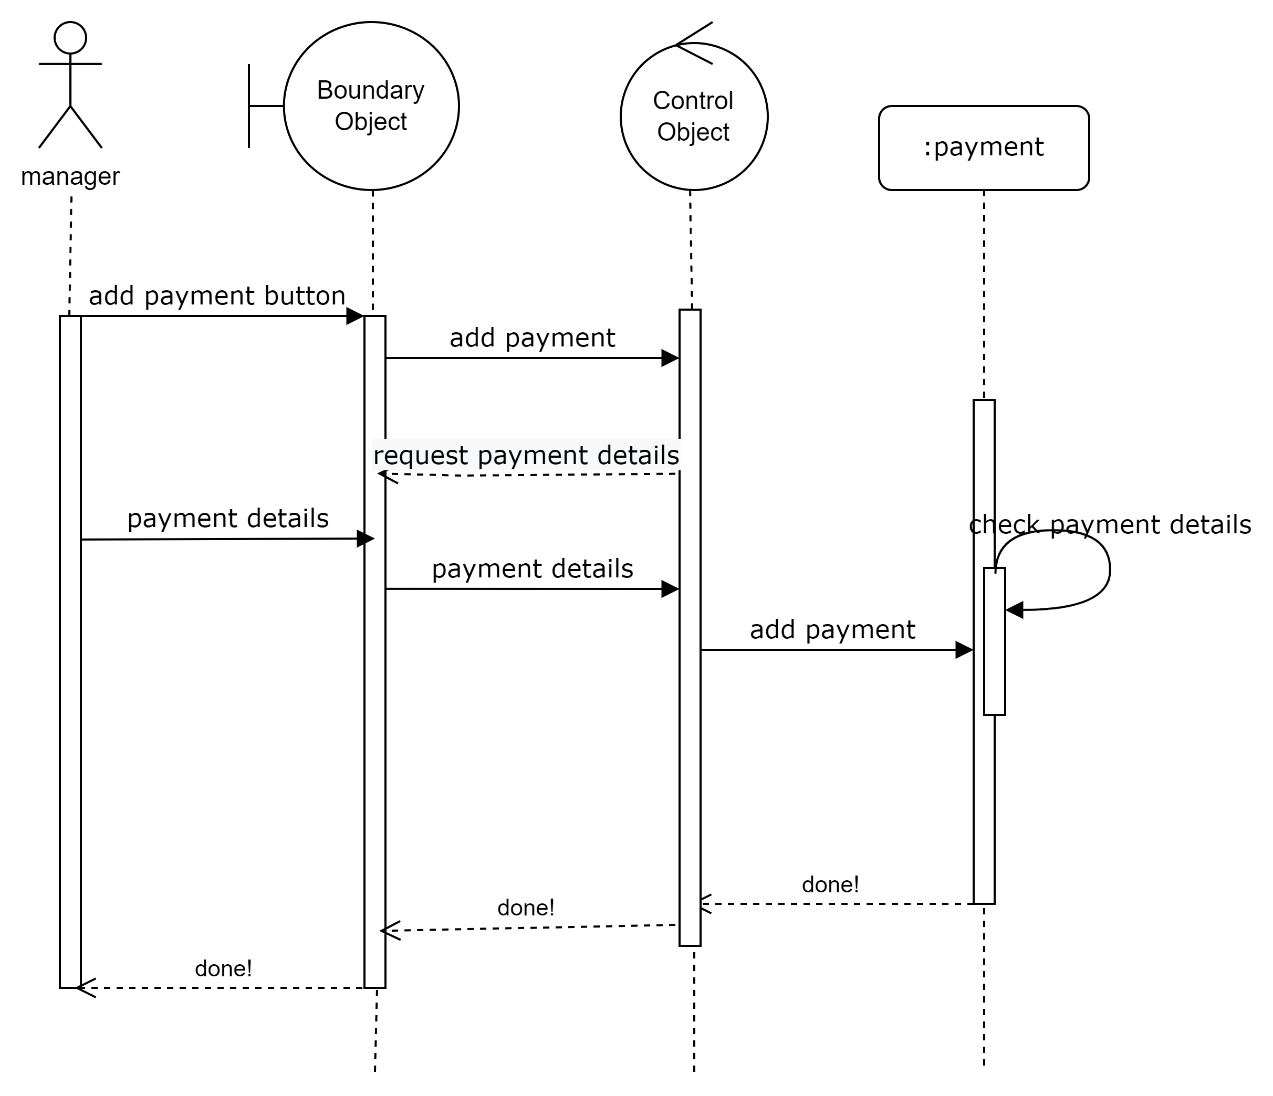 Boundary
Object
Control
Object
:payment
manager
add payment button
add payment
request payment details
payment details
check payment details
payment details
add payment
done!
done!
done!